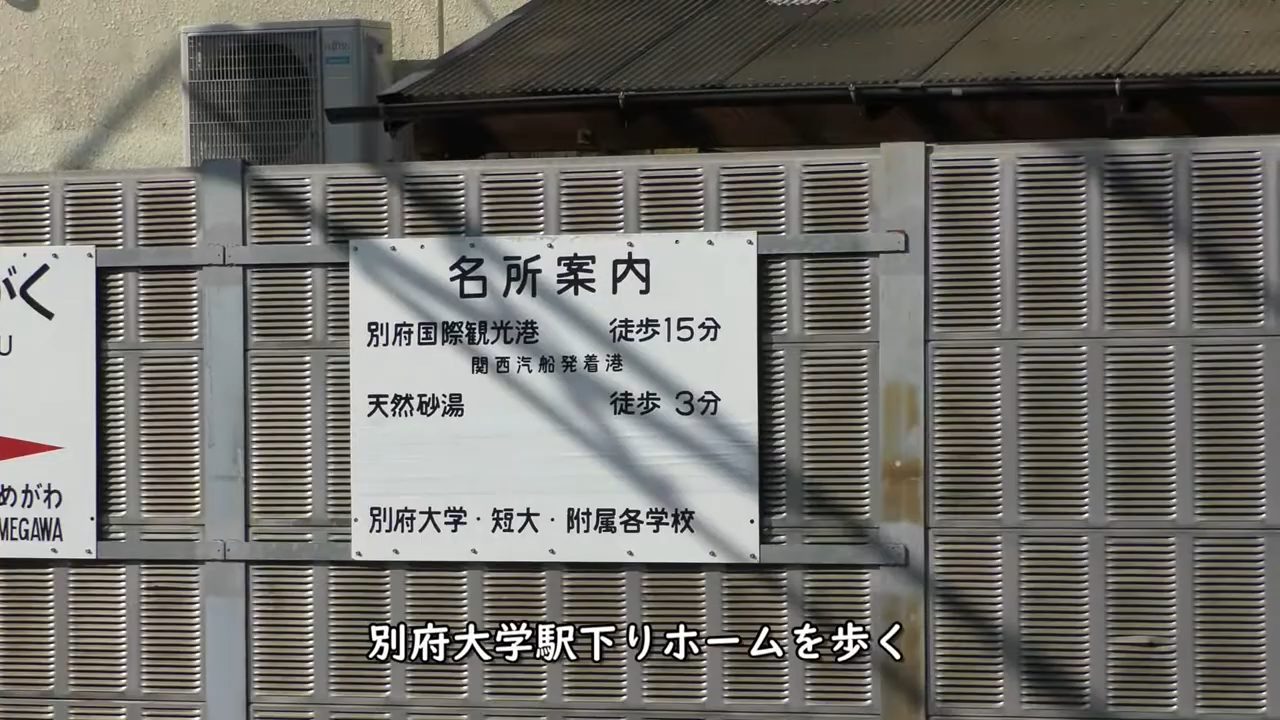 がく
U
めがわ
MEGAWA
名所案内
別府国際観光港 徒歩15分
関西汽船発着港
天然砂湯 徒歩 3分
別府大学・短大・附属各学校
別府大学駅下りホームを歩く